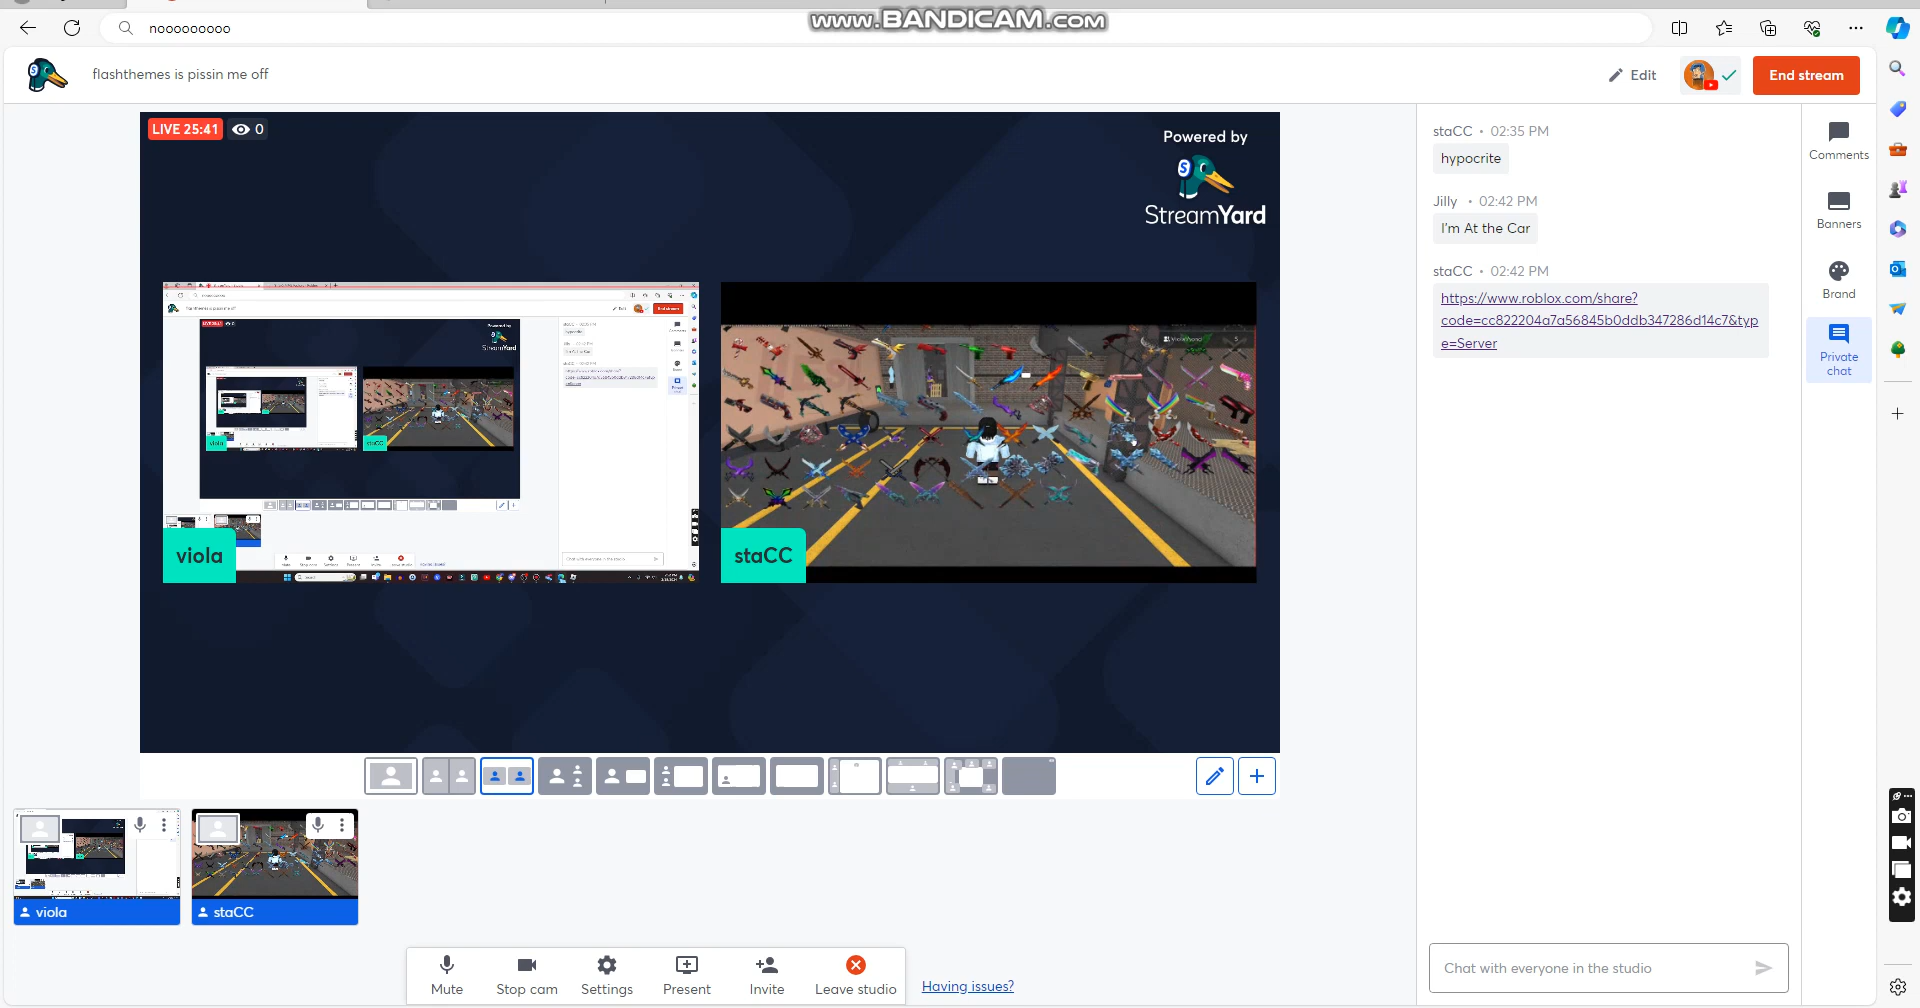 nooooooooo
www.BANDICAM.com
flashthemes is pissin me off
Edit
End stream
LIVE 25:41
0
Powered by
StreamYard
viola
staCC
staCC • 02:35 PM
hypocrite
Jilly • 02:42 PM
I'm At the Car
staCC • 02:42 PM
https://www.roblox.com/share?
code=cc822204a7a56845b0ddb347286d14c7&typ
e=Server
Comments
Banners
Brand
Private
chat
viola
staCC
Mute
Stop cam
Settings
Present
Invite
Leave studio
Having issues?
Chat with everyone in the studio